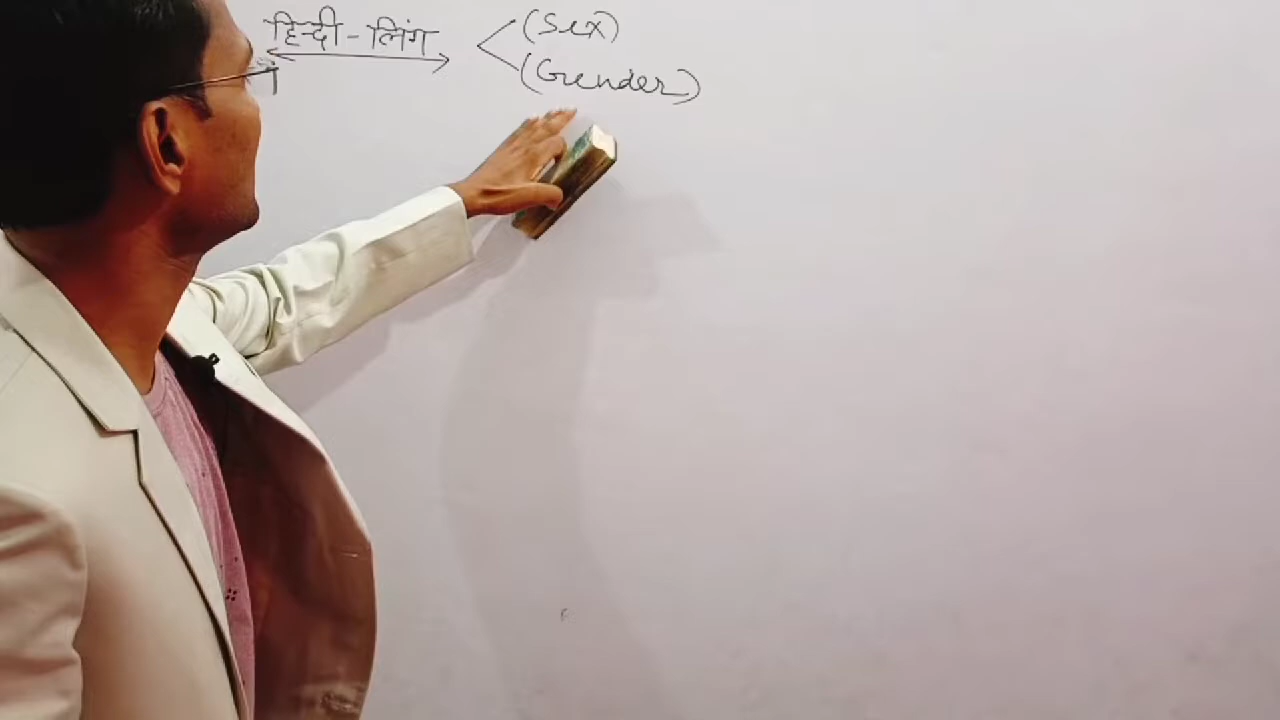 हिन्दी - लिंग < (Sex)
(Gender)